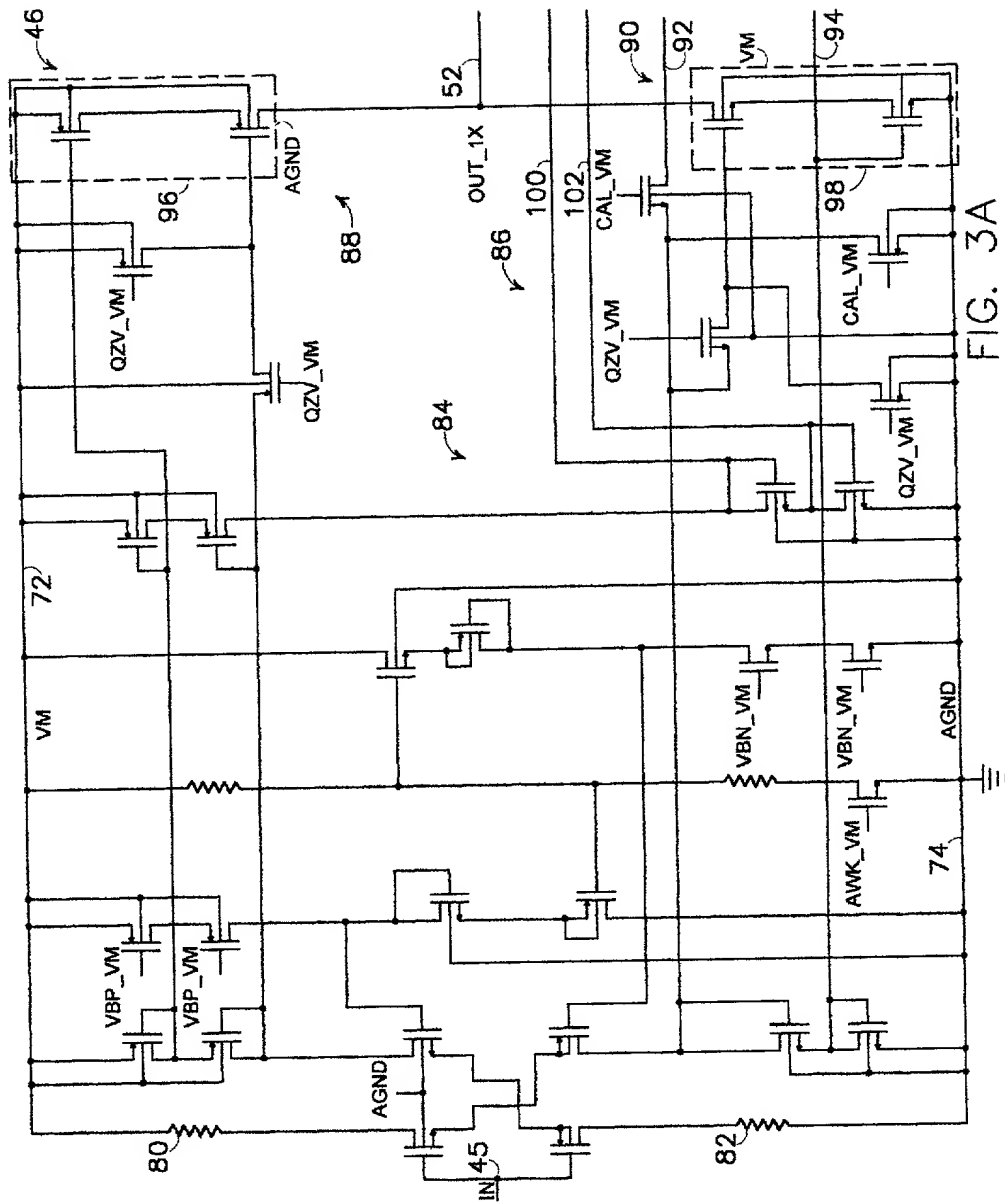 46
VM
72
96
AGND
QZV_VM
QZV_VM
88
52
OUT_1X
86
84
100
102
CAL_VM
90
92
VM
94
QZV_VM
98
VBP_VM
VBP_VM
80
AGND
IN
45
82
VBN_VM
VBN_VM
AWK_VM
74
AGND
QZV_VM
CAL_VM
FIG. 3A